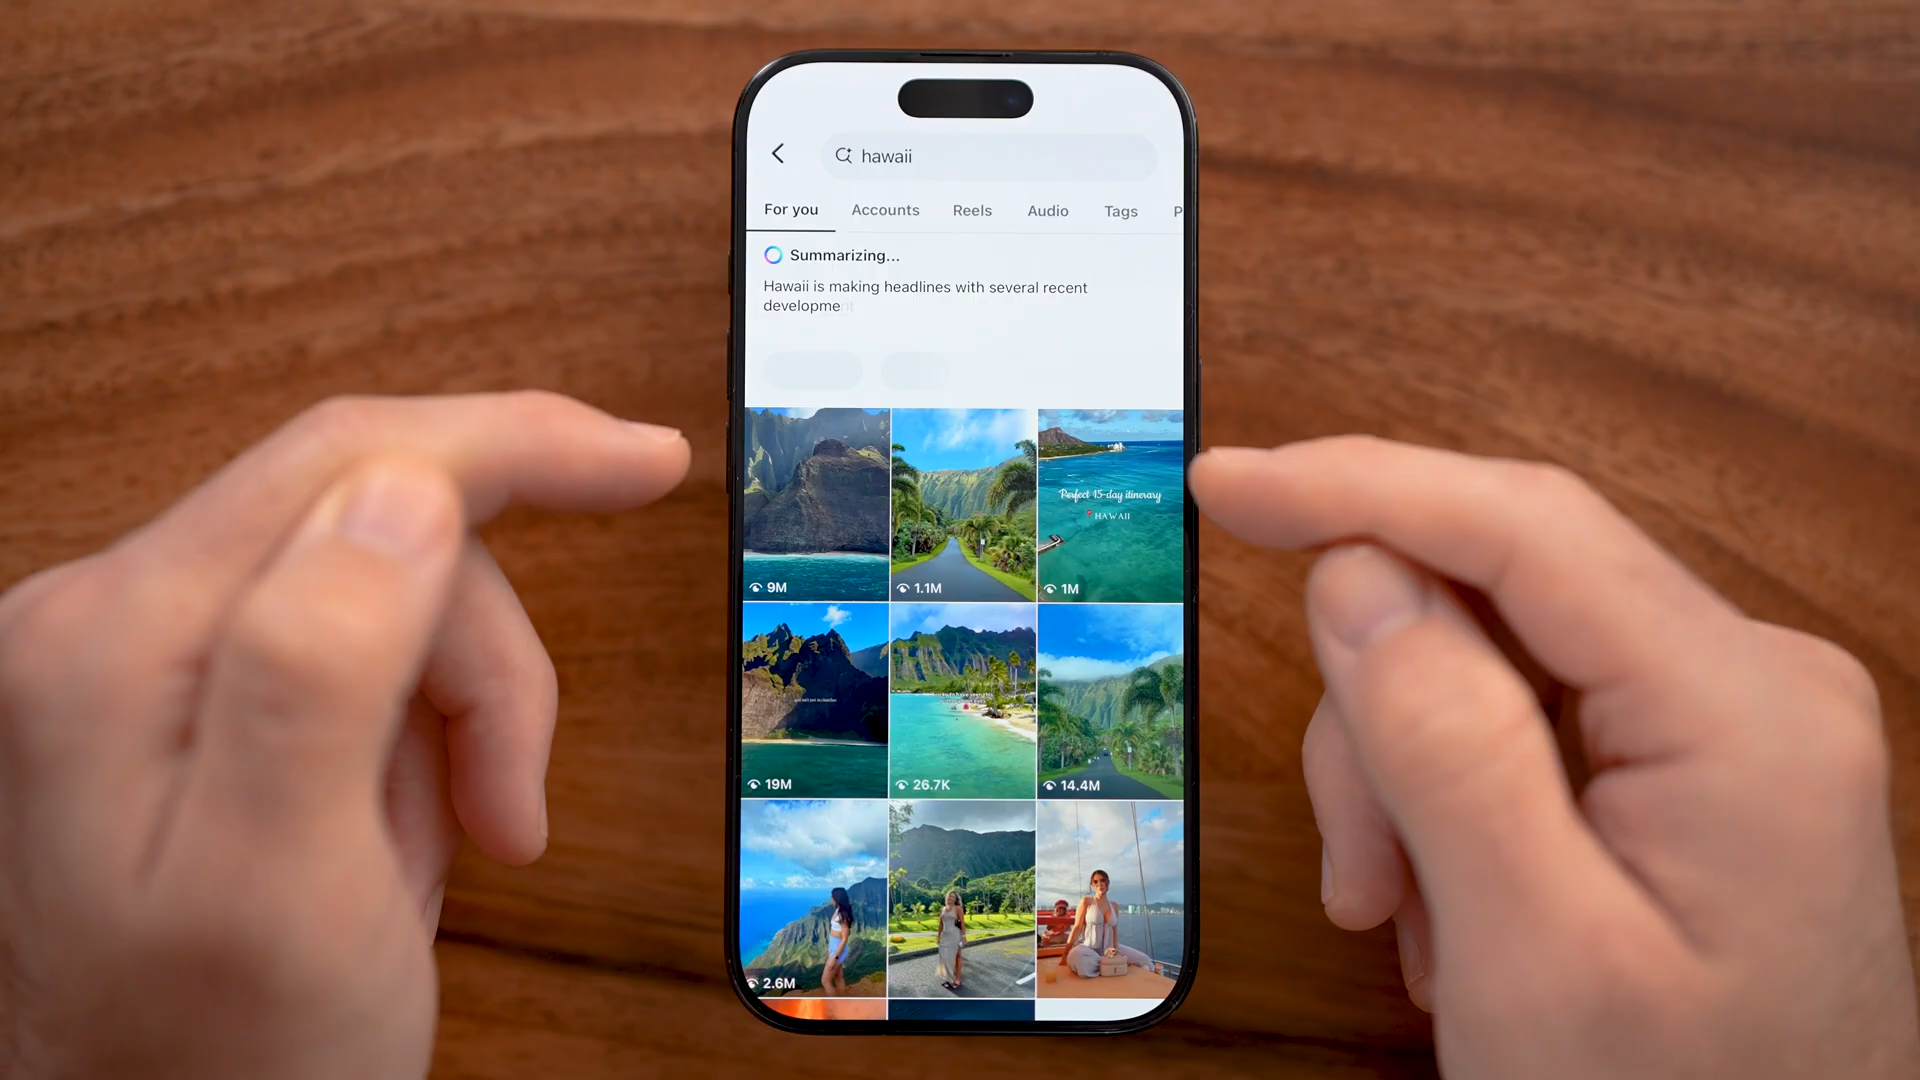 hawaii
For you Accounts Reels Audio Tags P
Summarizing...
Hawaii is making headlines with several recent
development
Perfect 15-day itinerary
HAWAII
9M
1.1M
1M
19M
26.7K
14.4M
2.6M